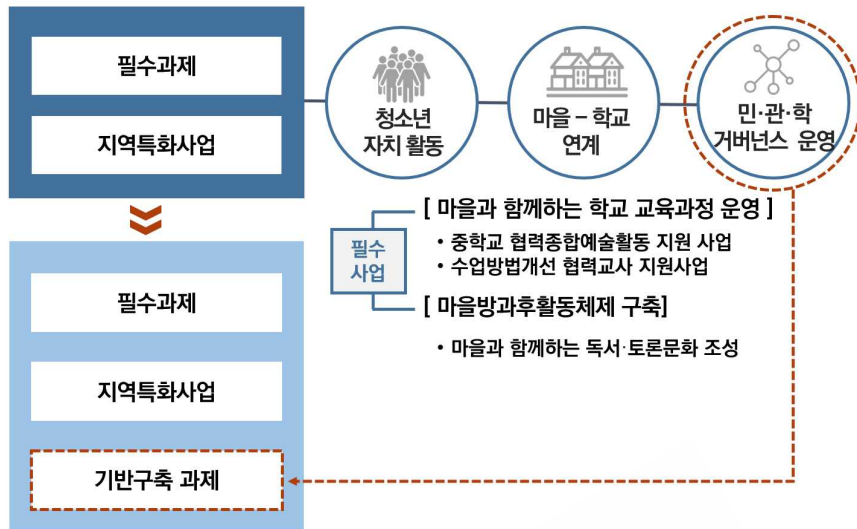 필수과제
지역특화사업
청소년
자치 활동
마을 – 학교
연계
민·관·학
거버넌스 운영
필수
사업
[ 마을과 함께하는 학교 교육과정 운영 ]
• 중학교 협력종합예술활동 지원 사업
• 수업방법개선 협력교사 지원사업
[ 마을방과후활동체제 구축]
• 마을과 함께하는 독서·토론문화 조성
필수과제
지역특화사업
기반구축 과제